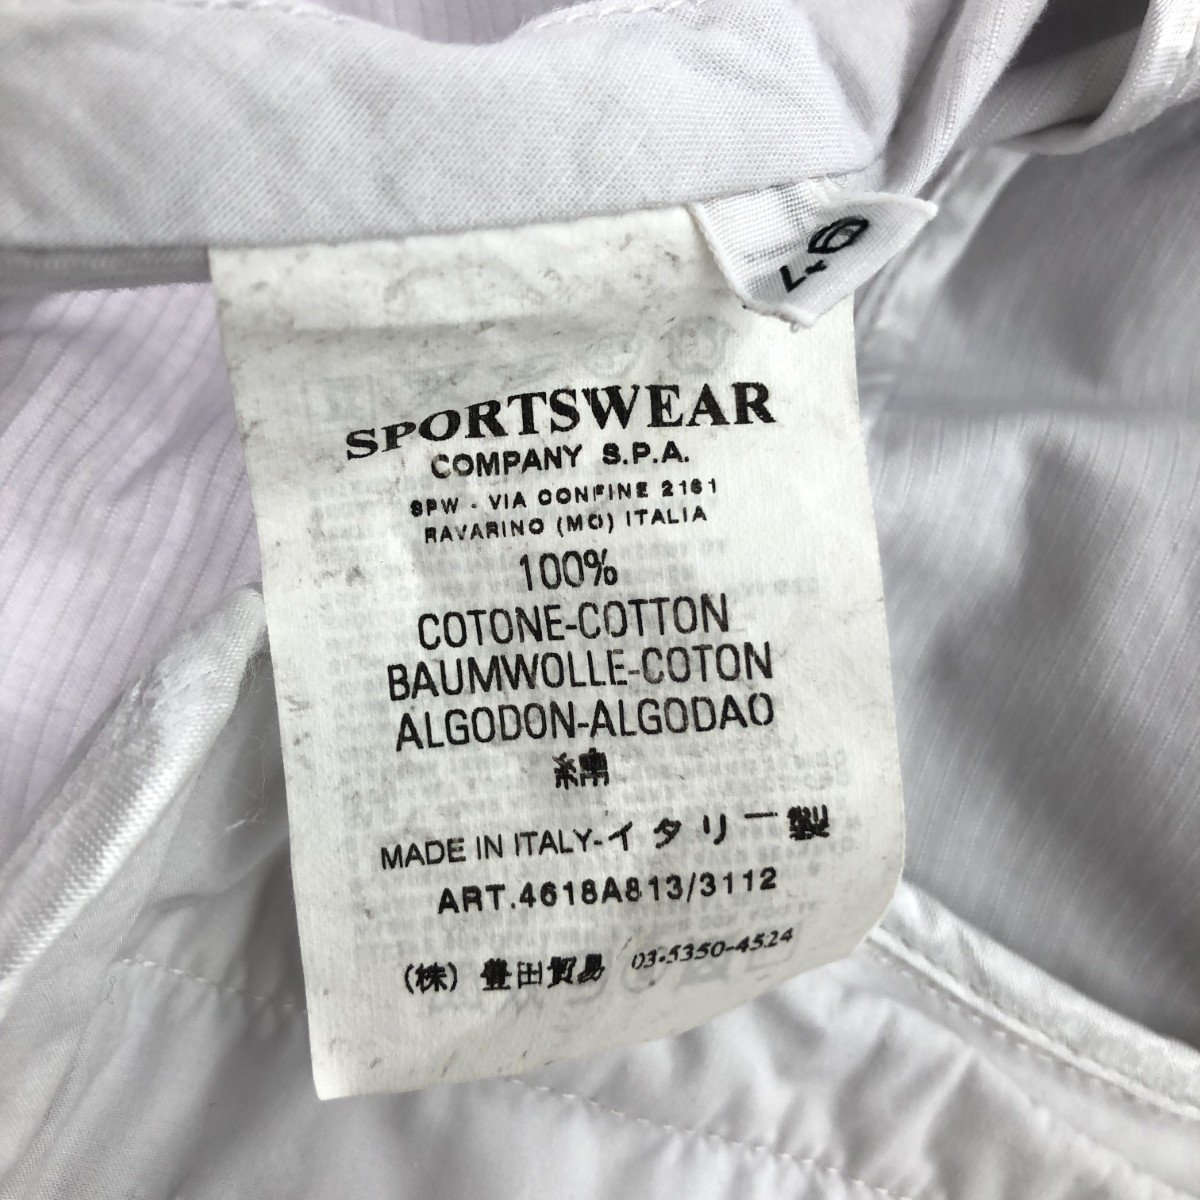 SPORTSWEAR
COMPANY S.P.A.
SPW - VIA CONFINE 2161
RAVARINO (MO) ITALIA
100%
COTONE-COTTON
BAUMWOLLE-COTON
ALGODON-ALGODAO
綿
MADE IN ITALY-イタリー製
ART.4618A813/3112
(株) 豊田貿易 03-5350-4524